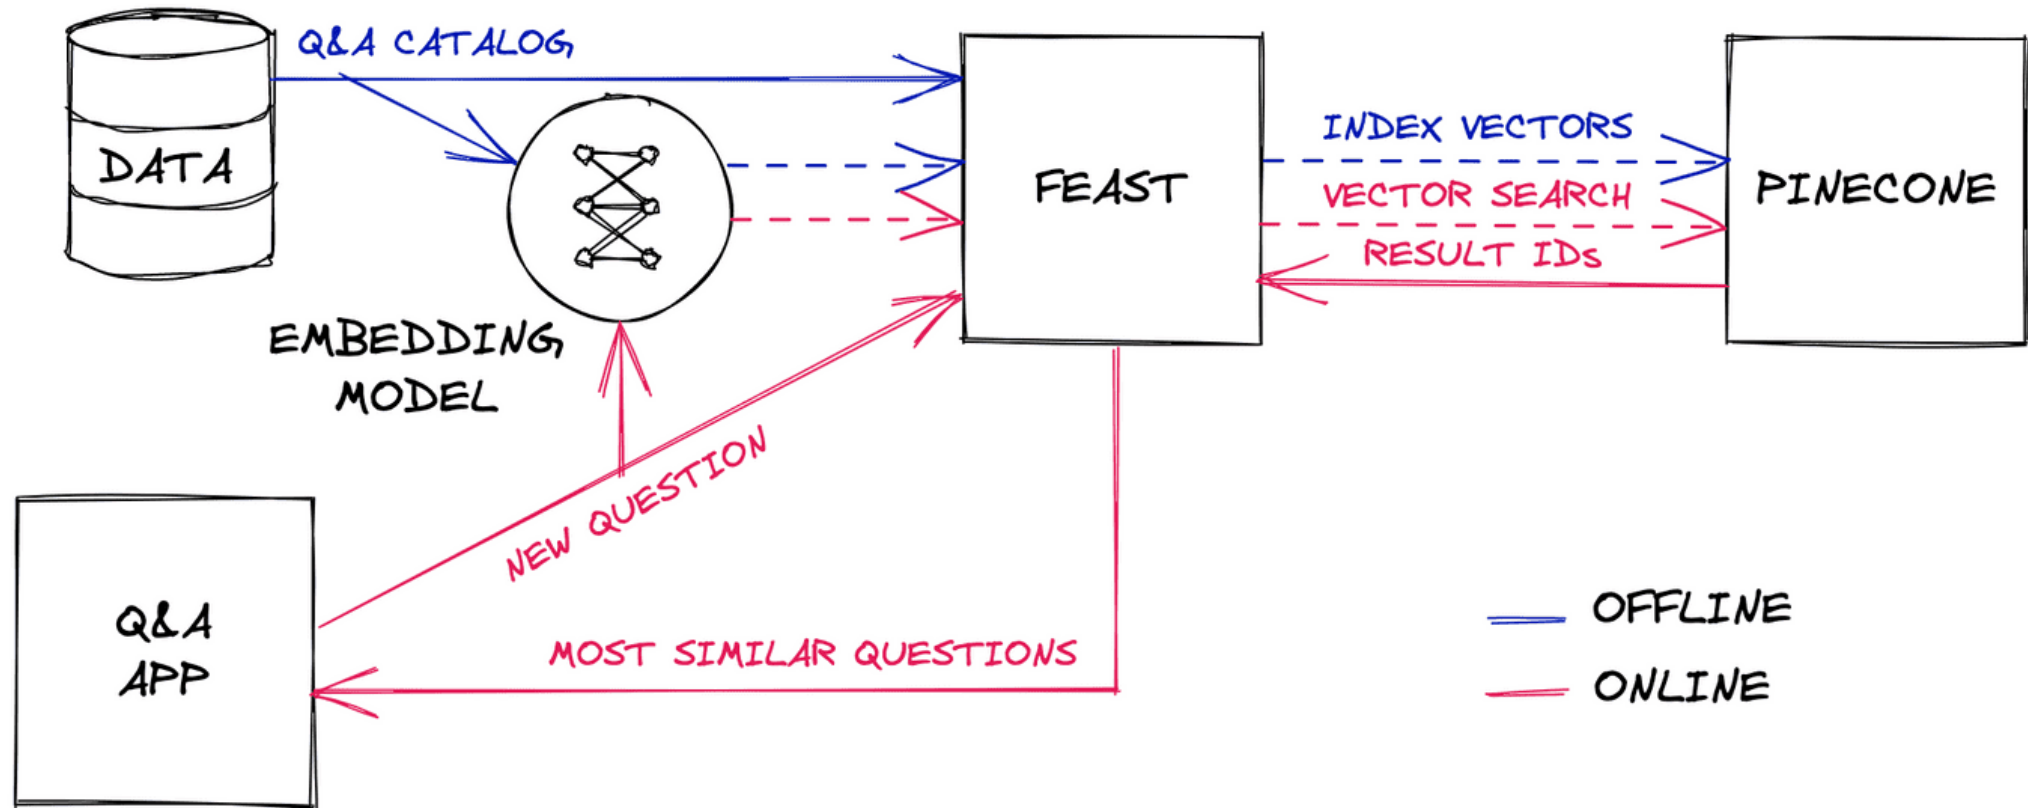 Q&A CATALOG
DATA
EMBEDDING
MODEL
FEAST
INDEX VECTORS
VECTOR SEARCH
RESULT IDs
PINECONE
NEW QUESTION
Q&A
APP
MOST SIMILAR QUESTIONS
OFFLINE
ONLINE